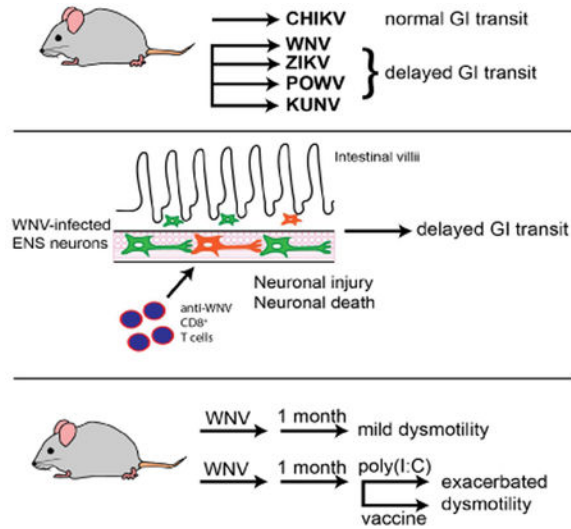 CHIKV normal GI transit
WNV
ZIKV
POWV
KUNV
delayed GI transit
Intestinal villii
WNV-infected
ENS neurons
delayed GI transit
Neuronal injury
Neuronal death
anti-WNV
CD8+
T cells
WNV 1 month mild dysmotility
WNV 1 month poly(I:C) exacerbated
dysmotility
vaccine